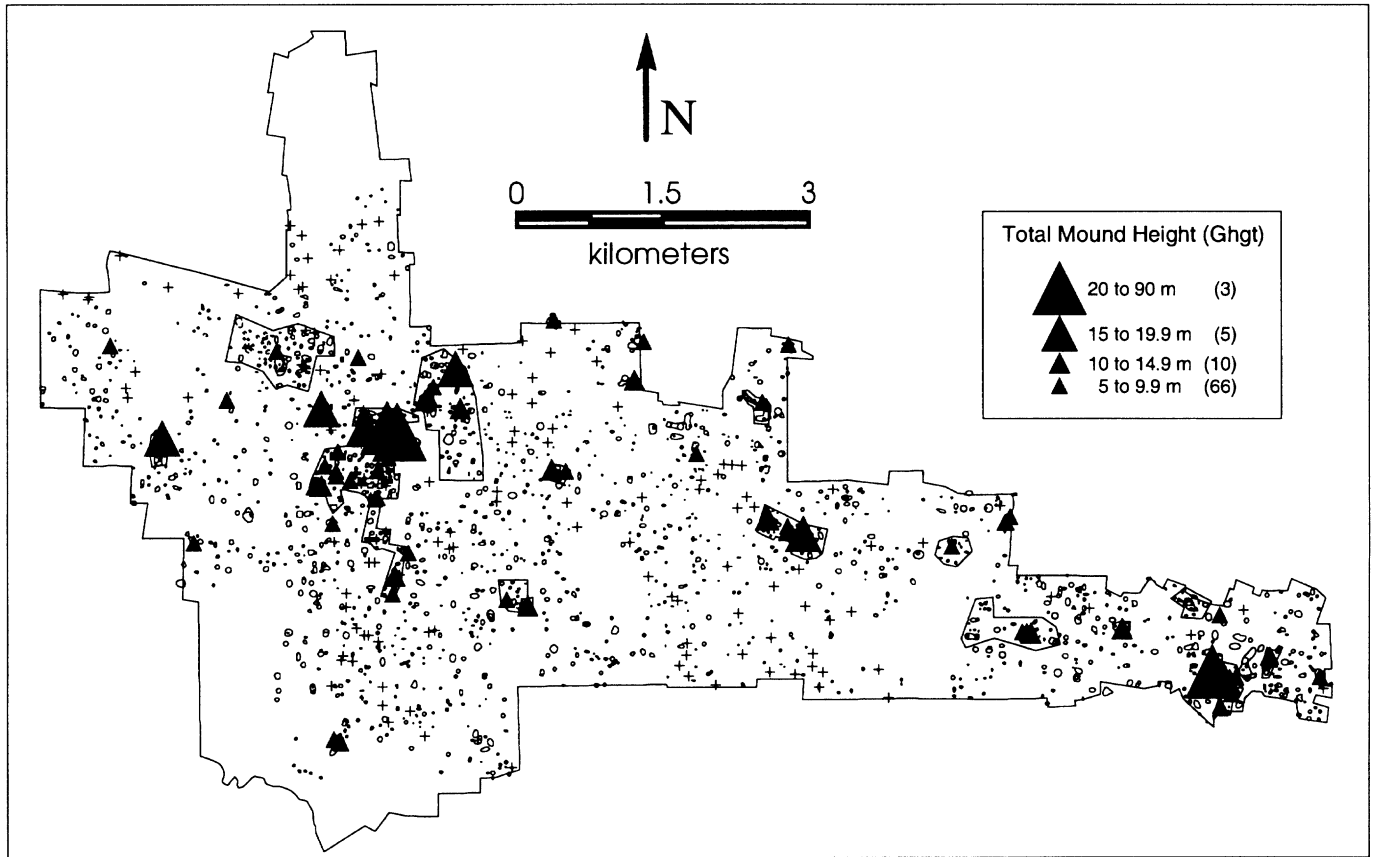 N
0 1.5 3
kilometers
Total Mound Height (Ghgt)
20 to 90 m (3)
15 to 19.9 m (5)
10 to 14.9 m (10)
5 to 9.9 m (66)